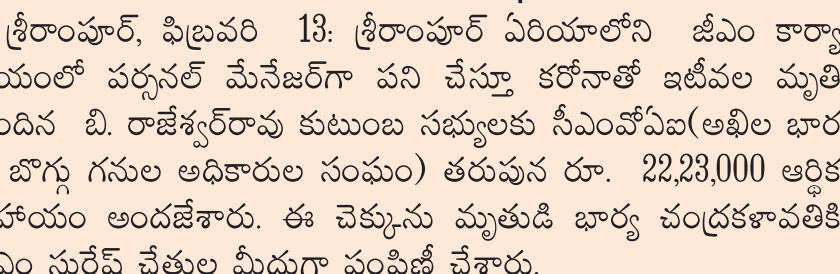 శ్రీరాంపూర్, ఫిబ్రవరి 13: శ్రీరాంపూర్ ఏరియాలోని జీఎం కార్యా
యంలో పర్సనల్ మేనేజర్‌గా పని చేస్తూ కరోనాతో ఇటీవల మృతి
ందిన బి. రాజేశ్వర్‌రావు కుటుంబ సభ్యులకు సీఎంవోఏఐ(అఖిల భార
బొగ్గు గనుల అధికారుల సంఘం) తరుపున రూ. 22,23,000 ఆర్థిక
హాయం అందజేశారు. ఈ చెక్కును మృతుడి భార్య చంద్రకళావతికి
ఎం సురేష్ చేతుల మీదుగా పంపిణీ చేశారు.